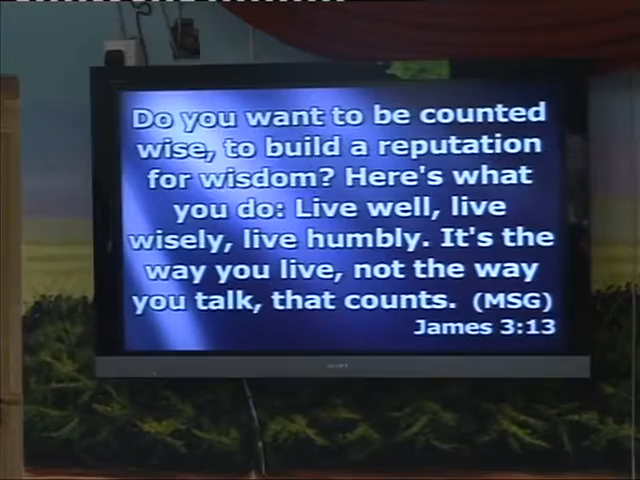 Do you want to be counted
wise, to build a reputation
for wisdom? Here's what
you do: Live well, live
wisely, live humbly. It's the
way you live, not the way
you talk, that counts. (MSG)
James 3:13
SONY